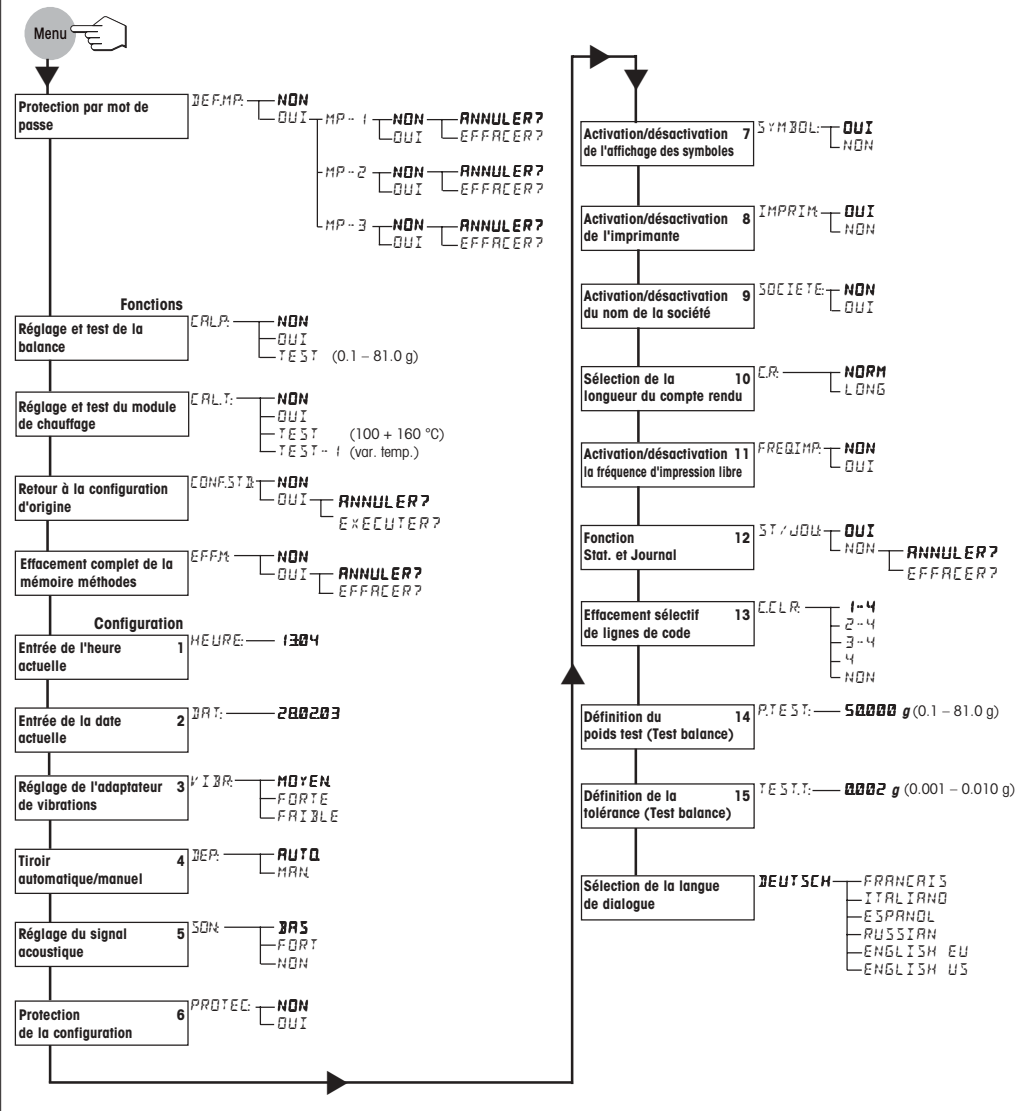 Menu
Protection par mot de
passe
DEF.MP.: NON
OUI MP-1 NON ANNULER?
OUI EFFACER?
MP-2 NON ANNULER?
OUI EFFACER?
MP-3 NON ANNULER?
OUI EFFACER?
Fonctions
Réglage et test de la
balance
CAL.P.: NON
OUI
TEST (0.1 – 81.0 g)
Réglage et test du module
de chauffage
CAL.T.: NON
OUI
TEST (100 + 160 °C)
TEST-1 (var. temp.)
Retour à la configuration
d'origine
CONF.STD: NON
OUI ANNULER?
EXECUTER?
Effacement complet de la
mémoire méthodes
EFF.M: NON
OUI ANNULER?
EFFACER?
Configuration
Entrée de l'heure 1
actuelle
HEURE: 13:04
Entrée de la date 2
actuelle
DAT.: 28.02.03
Réglage de l'adaptateur 3
de vibrations
VIBR: MOYEN.
FORTE
FAIBLE
Tiroir 4
automatique/manuel
DEP.: AUTO.
MAN.
Réglage du signal 5
acoustique
SON: BAS
FORT
NON
Protection 6
de la configuration
PROTEC: NON
OUI
Activation/désactivation 7
de l'affichage des symboles
SYMBOL: OUI
NON
Activation/désactivation 8
de l'imprimante
IMPRIM: OUI
NON
Activation/désactivation 9
du nom de la société
SOCIETE: NON
OUI
Sélection de la 10
longueur du compte rendu
C.R.: NORM
LONG
Activation/désactivation 11
la fréquence d'impression libre
FREQ.IMP.: NON
OUI
Fonction 12
Stat. et Journal
ST/JOU: OUI
NON ANNULER?
EFFACER?
Effacement sélectif 13
de lignes de code
C.CLR: 1-4
2-4
3-4
4
NON
Définition du 14
poids test (Test balance)
P.TEST: 50.000 g (0.1 – 81.0 g)
Définition de la 15
tolérance (Test balance)
TEST.T.: 0.002 g (0.001 – 0.010 g)
Sélection de la langue
de dialogue
DEUTSCH FRANCAIS
ITALIANO
ESPANOL
RUSSIAN
ENGLISH EU
ENGLISH US